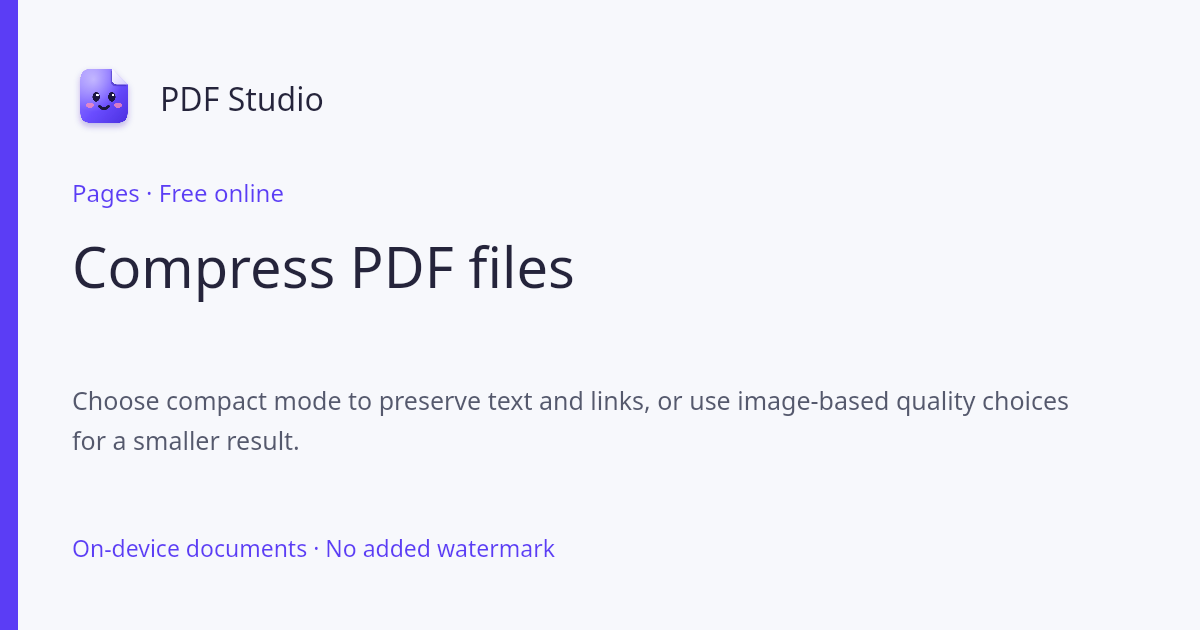 PDF Studio
Pages · Free online
Compress PDF files
Choose compact mode to preserve text and links, or use image-based quality choices
for a smaller result.
On-device documents · No added watermark